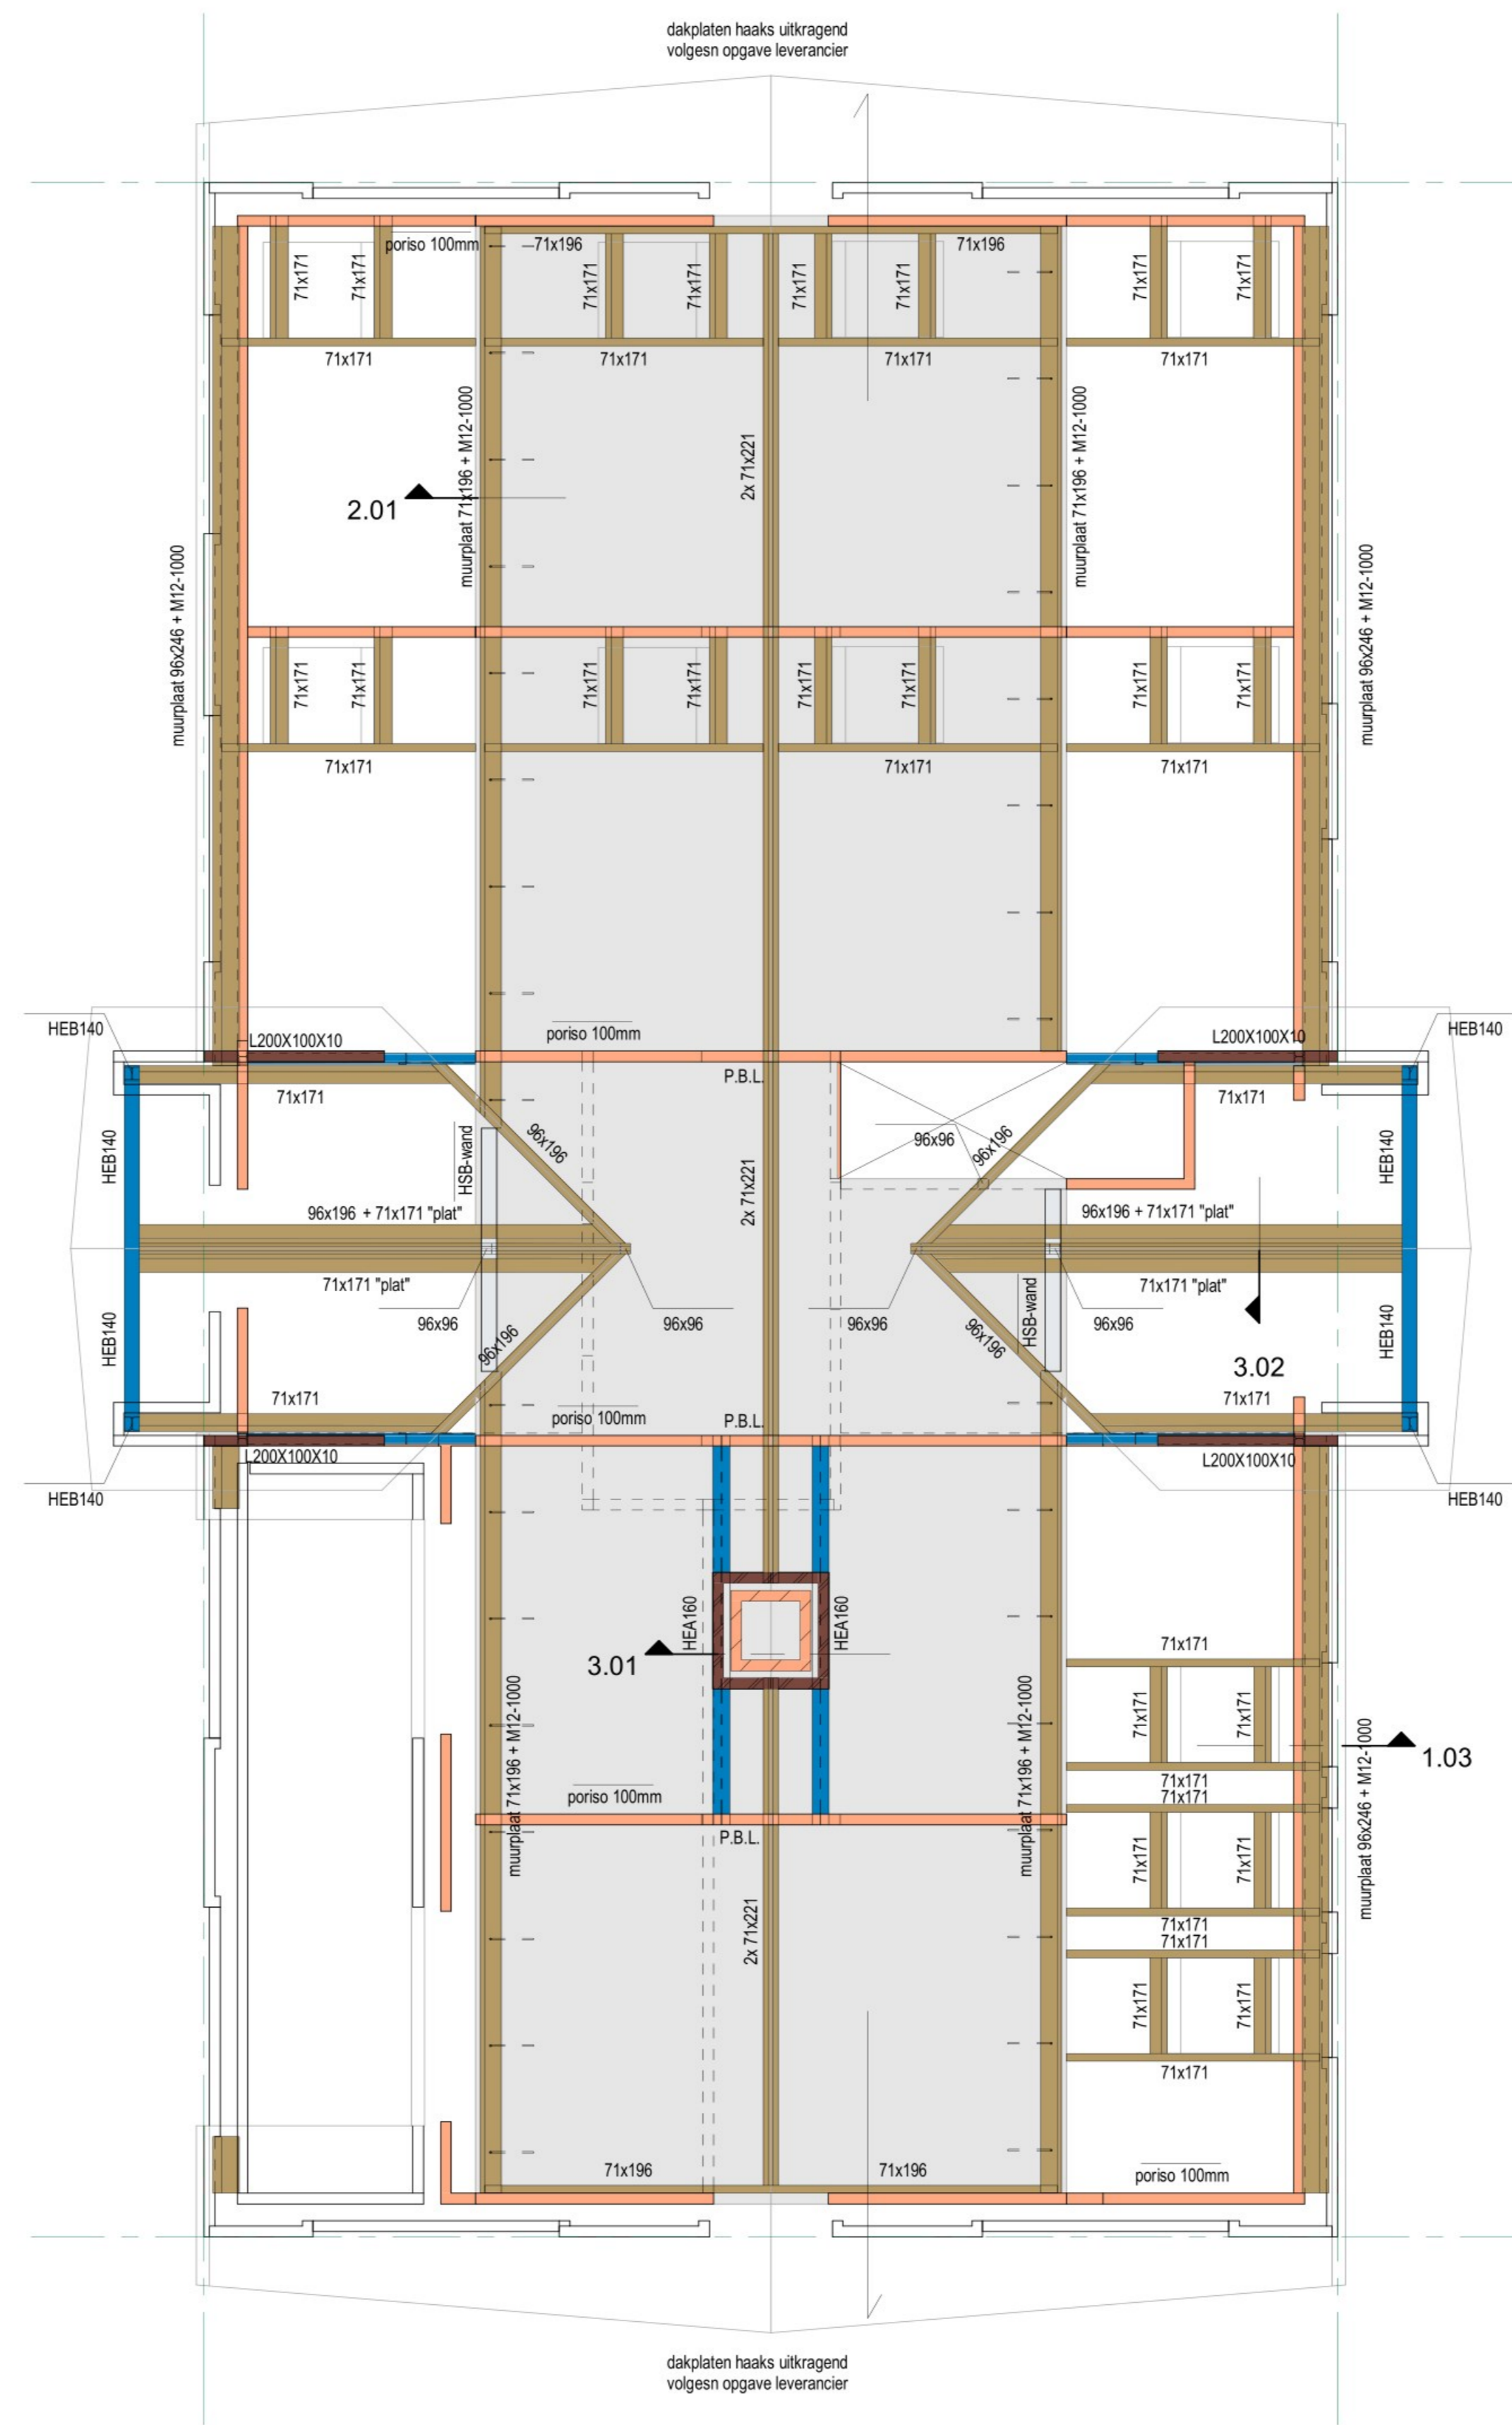 dakplaten haaks uitkragend
volgesn opgave leverancier
poriso 100mm
71x196
71x196
71x171
71x171
71x171
71x171
71x171
71x171
71x171
71x171
71x171
71x171
71x171
71x171
muurplaat 71x196 + M12-1000
muurplaat 71x196 + M12-1000
2x 71x221
2.01
muurplaat 96x246 + M12-1000
muurplaat 96x246 + M12-1000
71x171
71x171
71x171
71x171
71x171
71x171
71x171
71x171
71x171
71x171
71x171
HEB140
L200X100X10
poriso 100mm
L200X100X10
HEB140
P.B.L.
71x171
71x171
HEB140
HSB-wand
96x196
2x 71x221
96x96
96x196
HEB140
96x196 + 71x171 "plat"
96x196 + 71x171 "plat"
71x171 "plat"
71x171 "plat"
HEB140
96x96
96x196
96x96
96x96
96x196
HSB-wand
96x96
HEB140
3.02
71x171
poriso 100mm
P.B.L.
71x171
L200X100X10
L200X100X10
HEB140
HEB140
HEA160
HEA160
3.01
71x171
71x171
71x171
muurplaat 71x196 + M12-1000
muurplaat 71x196 + M12-1000
muurplaat 96x246 + M12-1000
1.03
poriso 100mm
71x171
71x171
P.B.L.
71x171
71x171
2x 71x221
71x171
71x171
71x171
71x171
71x171
71x196
71x196
poriso 100mm
dakplaten haaks uitkragend
volgesn opgave leverancier